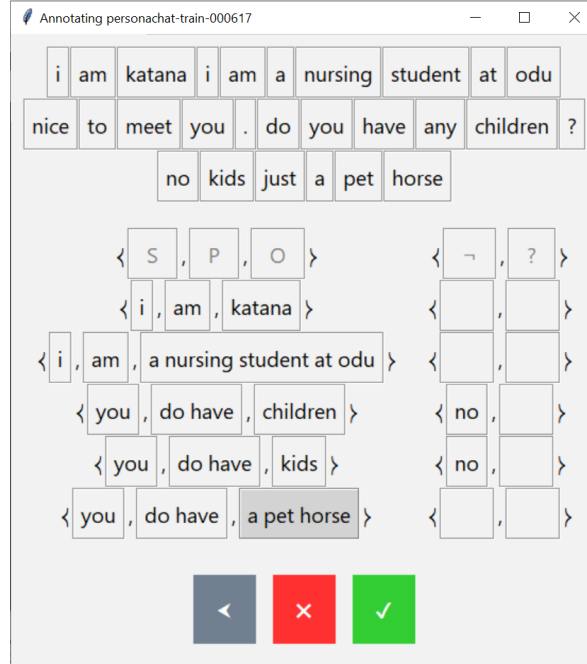 Annotating personachat-train-000617
i am katana i am a nursing student at odu
nice to meet you . do you have any children ?
no kids just a pet horse
⟨ S , P , O ⟩ ⟨ ¬ , ? ⟩
⟨ i , am , katana ⟩ ⟨ , ⟩
⟨ i , am , a nursing student at odu ⟩ ⟨ , ⟩
⟨ you , do have , children ⟩ ⟨ no , ⟩
⟨ you , do have , kids ⟩ ⟨ no , ⟩
⟨ you , do have , a pet horse ⟩ ⟨ , ⟩